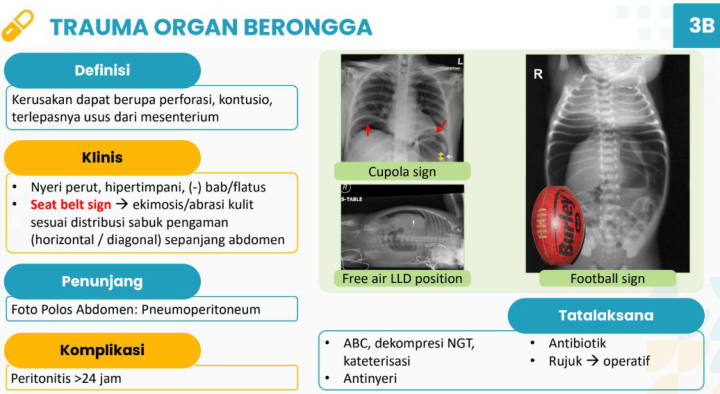 TRAUMA ORGAN BERONGGA
3B
Definisi
Kerusakan dapat berupa perforasi, kontusio,
terlepasnya usus dari mesenterium
Klinis
• Nyeri perut, hipertimpani, (-) bab/flatus
• Seat belt sign → ekimosis/abrasi kulit
sesuai distribusi sabuk pengaman
(horizontal / diagonal) sepanjang abdomen
Penunjang
Foto Polos Abdomen: Pneumoperitoneum
Komplikasi
Peritonitis >24 jam
L
Cupola sign
S-TABLE
Free air LLD position
R
Burley
Football sign
Tatalaksana
• ABC, dekompresi NGT,
kateterisasi
• Antinyeri
• Antibiotik
• Rujuk → operatif